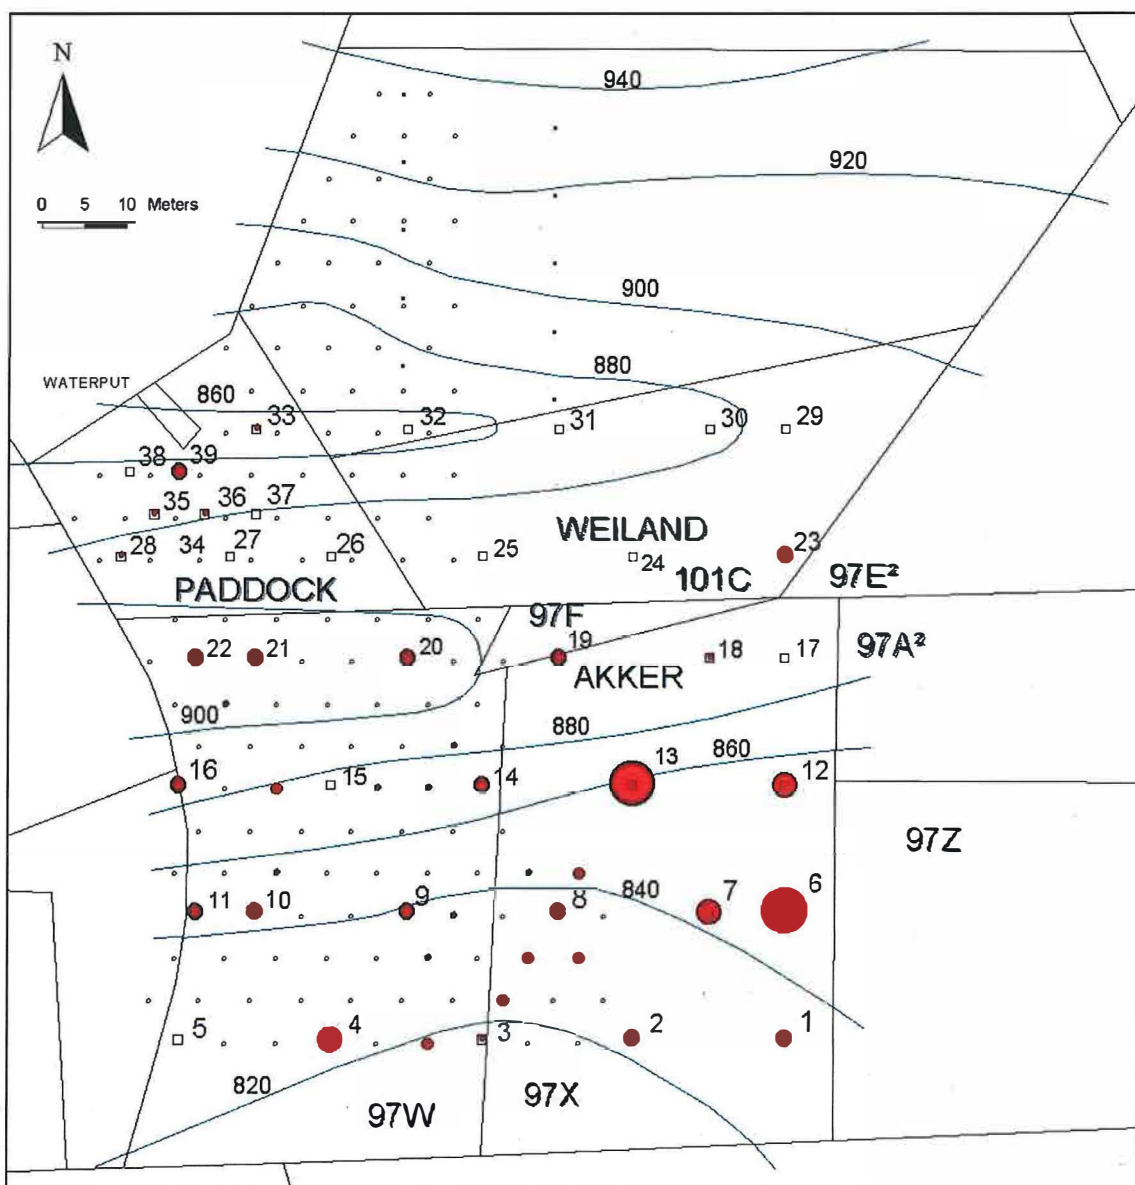 N
940
920
0 5 10 Meters
900
880
WATERPUT
860
33 32 31 30 29
38 39
35 36 37
WEILAND
28 34 27 26 25 24 23
101C 97E²
PADDOCK
97F
22 21 20 19 18 17 97A²
AKKER
900
880
860
16 15 14 13 12
97Z
840
11 10 9 8 7 6
5 4 3 2 1
820
97W 97X